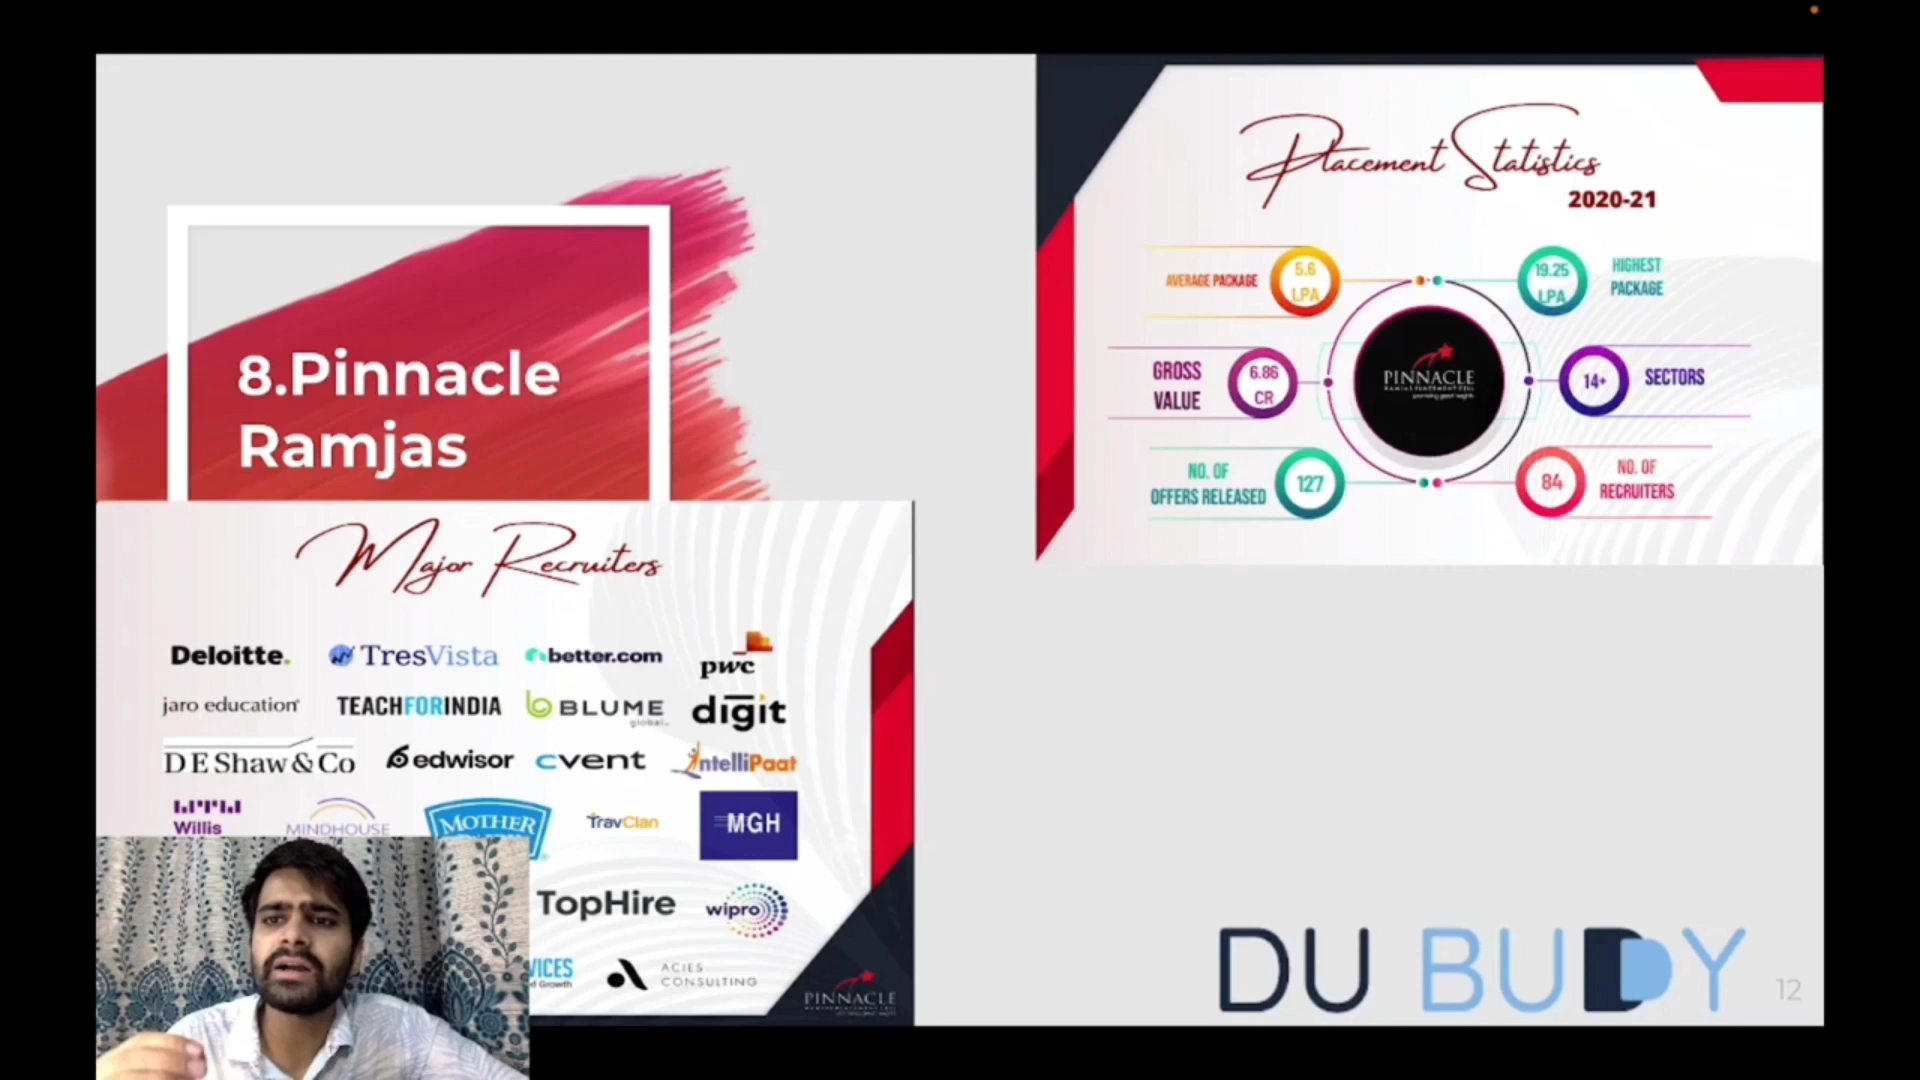 8.Pinnacle
Ramjas
Placement Statistics
2020-21
AVERAGE PACKAGE
5.6
LPA
19.25
LPA
HIGHEST
PACKAGE
GROSS
VALUE
6.86
CR
PINNACLE
14+
SECTORS
NO. OF
OFFERS RELEASED
127
84
NO. OF
RECRUITERS
Major Recruiters
Deloitte.
TresVista
better.com
pwc
jaro education
TEACHFORINDIA
BLUME
global
digit
D E Shaw & Co
edwisor
cvent
intelliPaat
Willis
MINDHOUSE
MOTHER
TravClan
MGH
TopHire
wipro
VICES
d Growth
ACIES
CONSULTING
PINNACLE
DU BUDDY
12